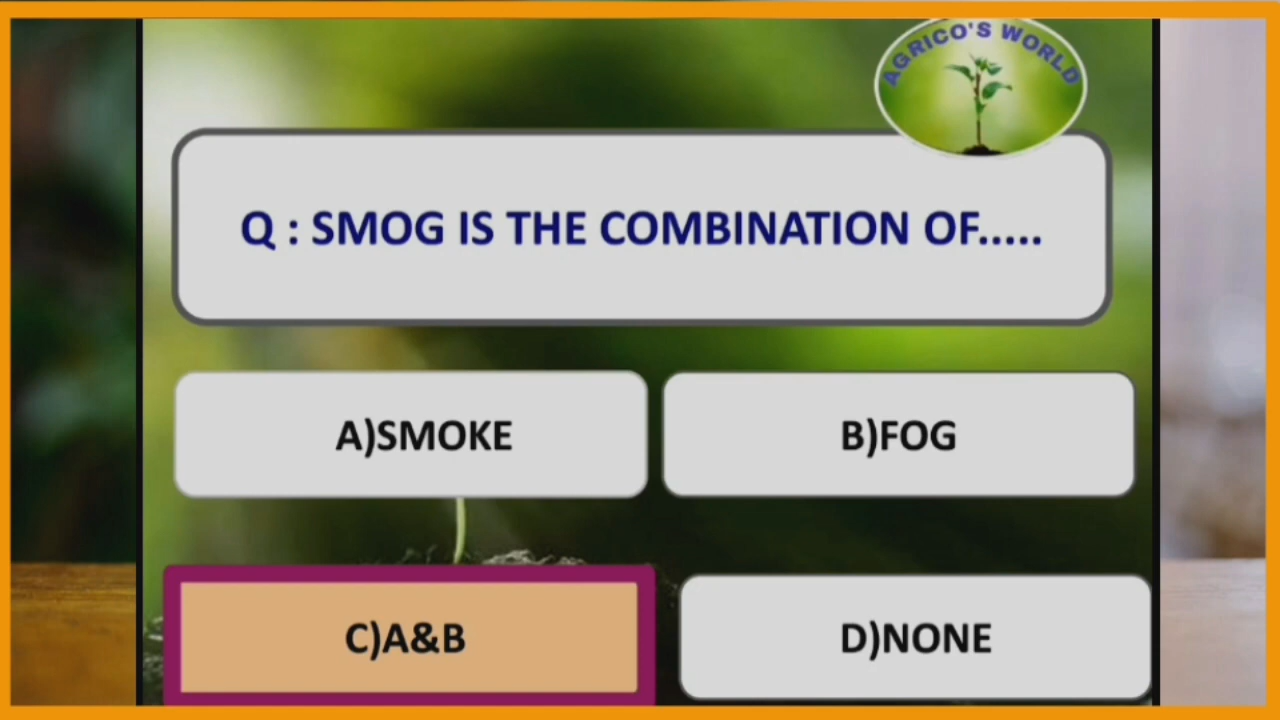 AGRICO'S WORLD
Q : SMOG IS THE COMBINATION OF.....
A)SMOKE
B)FOG
C)A&B
D)NONE